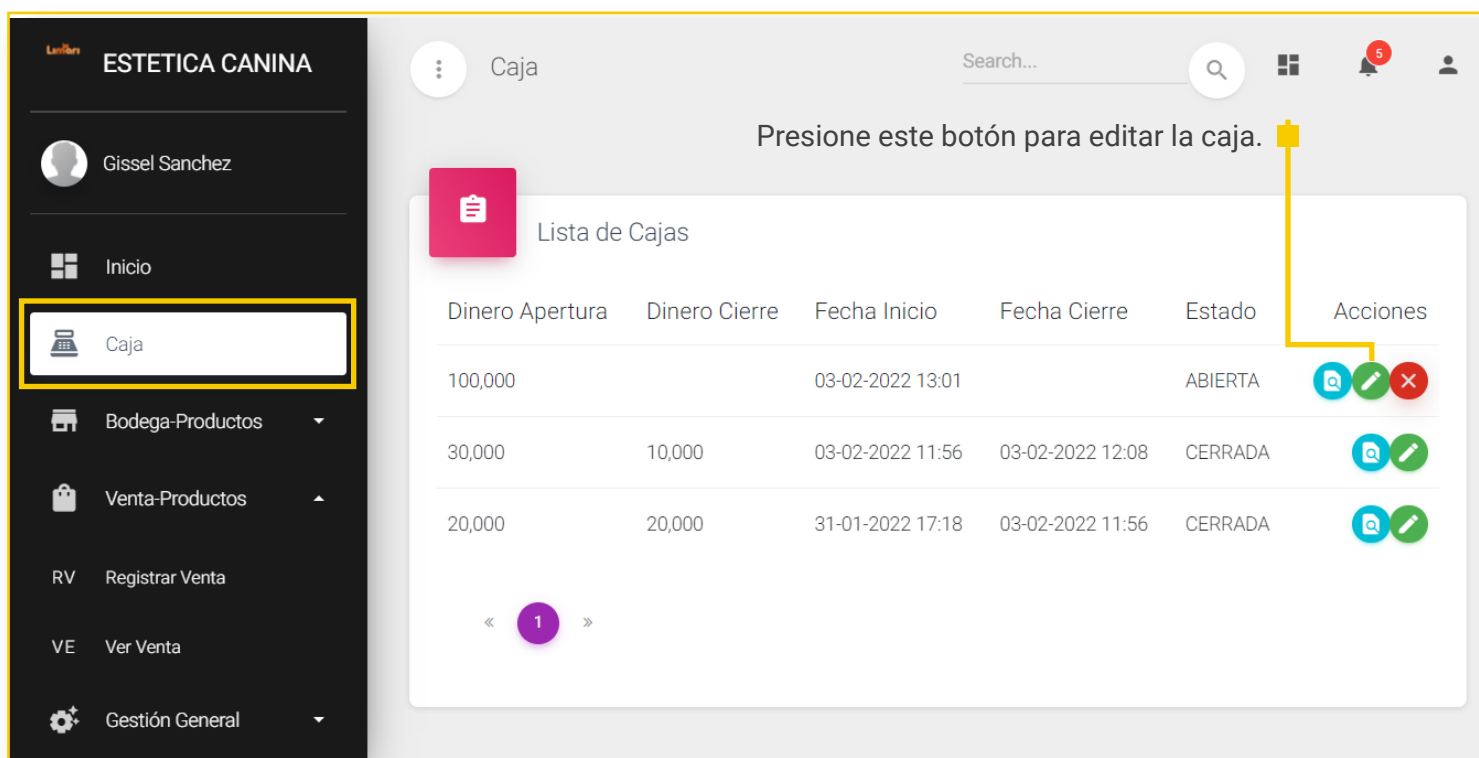 Limari
ESTETICA CANINA
Gissel Sanchez
Inicio
Caja
Bodega-Productos
Venta-Productos
RV Registrar Venta
VE Ver Venta
Gestión General
Caja
Search...
5
Presione este botón para editar la caja.
Lista de Cajas
Dinero Apertura Dinero Cierre Fecha Inicio Fecha Cierre Estado Acciones
100,000 03-02-2022 13:01 ABIERTA
30,000 10,000 03-02-2022 11:56 03-02-2022 12:08 CERRADA
20,000 20,000 31-01-2022 17:18 03-02-2022 11:56 CERRADA
« 1 »